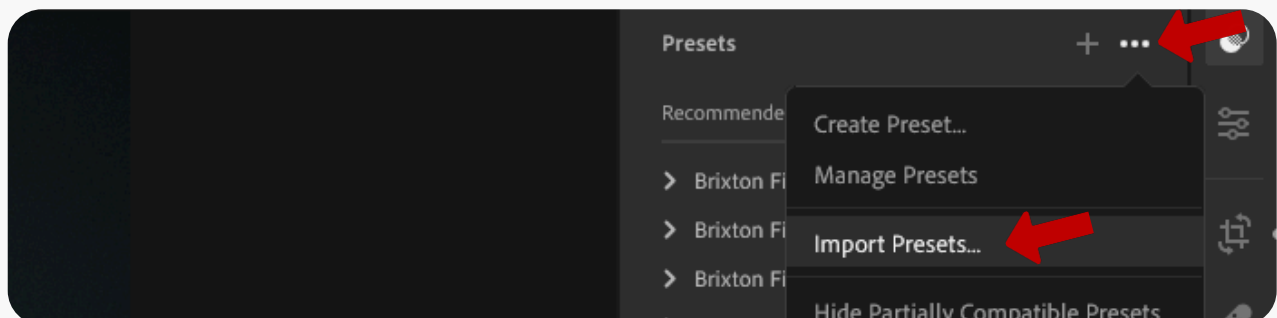 Presets
Recommende
Create Preset...
Manage Presets
Brixton Fi
Brixton Fi
Import Presets...
Brixton Fi
Hide Partially Compatible Presets